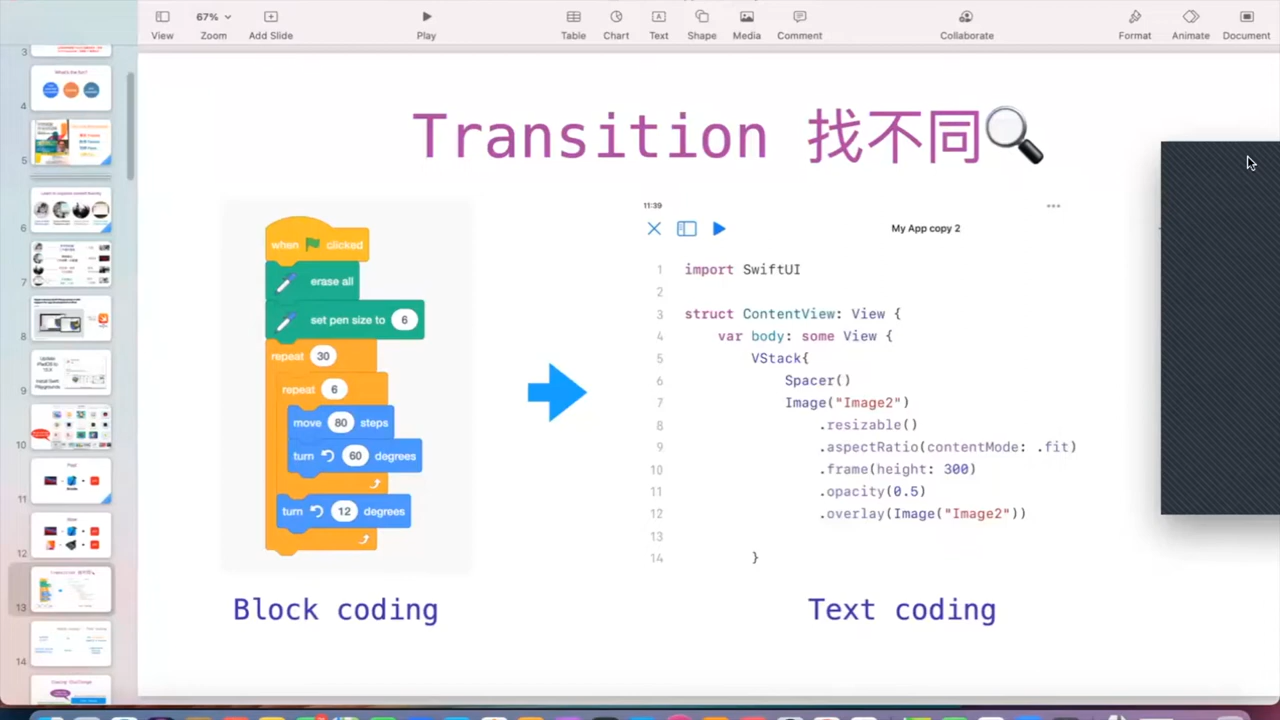 67%
View
Zoom
Add Slide
Play
Table
Chart
Text
Shape
Media
Comment
Collaborate
Format
Animate
Document
3
4
What's the fun?
5
6
7
8
9
Update
10
11
12
13
14
Transition 找不同
when clicked
erase all
set pen size to 6
repeat 30
repeat 6
move 80 steps
turn 60 degrees
turn 12 degrees
Block coding
11:39
My App copy 2
1 import SwiftUI
2
3 struct ContentView: View {
4 var body: some View {
5 VStack{
6 Spacer()
7 Image("Image2")
8 .resizable()
9 .aspectRatio(contentMode: .fit)
10 .frame(height: 300)
11 .opacity(0.5)
12 .overlay(Image("Image2"))
13
14 }
Text coding